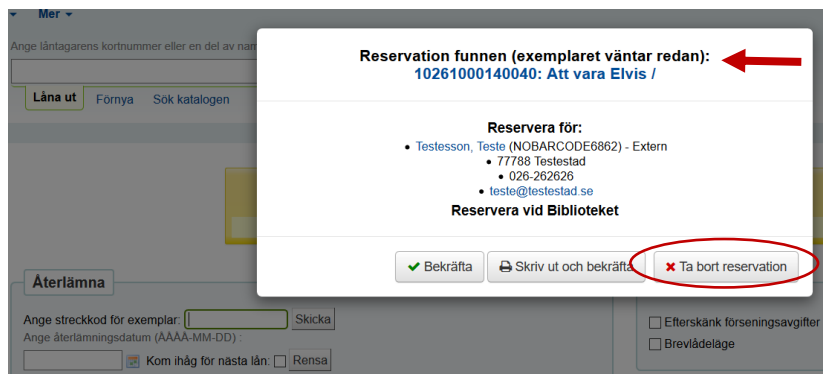 Mer
Ange låntagarens kortnummer eller en del av nam
Låna ut Förnya Sök katalogen
Reservation funnen (exemplaret väntar redan):
10261000140040: Att vara Elvis /
Reservera för:
Testesson, Teste (NOBARCODE6862) - Extern
77788 Testestad
026-262626
teste@testestad.se
Reservera vid Biblioteket
Bekräfta Skriv ut och bekräfta Ta bort reservation
Återlämna
Ange streckkod för exemplar: Skicka
Ange återlämningsdatum (ÅÅÅÅ-MM-DD) :
Kom ihåg för nästa lån: Rensa
Efterskänk förseningsavgifter
Brevlådeläge